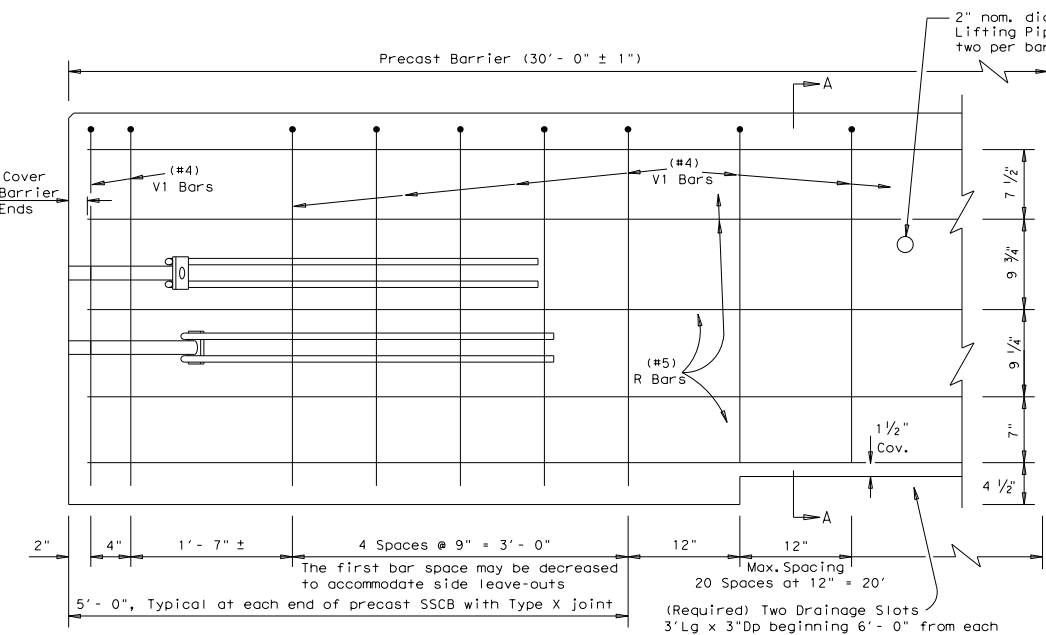 2" nom.
Lifting
two per
Precast Barrier (30'- 0" ± 1")
A
Cover
Barrier
Ends
(#4)
V1 Bars
(#4)
V1 Bars
7 1/2"
9 3/4"
9 1/4"
7"
4 1/2"
(#5)
R Bars
1 1/2"
Cov.
A
2"
4"
1'- 7" ±
4 Spaces @ 9" = 3'- 0"
12"
12"
The first bar space may be decreased
to accommodate side leave-outs
Max. Spacing
20 Spaces at 12" = 20'
5'- 0", Typical at each end of precast SSCB with Type X joint
(Required) Two Drainage Slots
3'Lg x 3"Dp beginning 6'- 0" from each